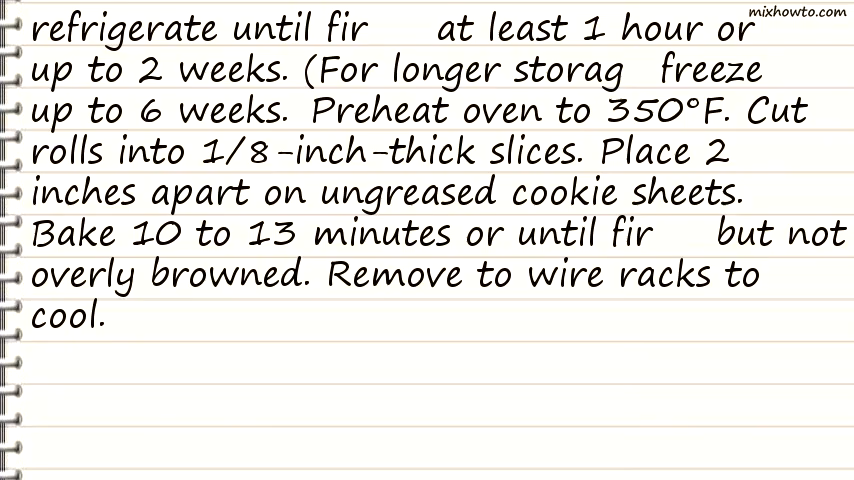 mixhowto.com
refrigerate until fir at least 1 hour or
up to 2 weeks. (For longer storag freeze
up to 6 weeks. Preheat oven to 350°F. Cut
rolls into 1/8-inch-thick slices. Place 2
inches apart on ungreased cookie sheets.
Bake 10 to 13 minutes or until fir but not
overly browned. Remove to wire racks to
cool.